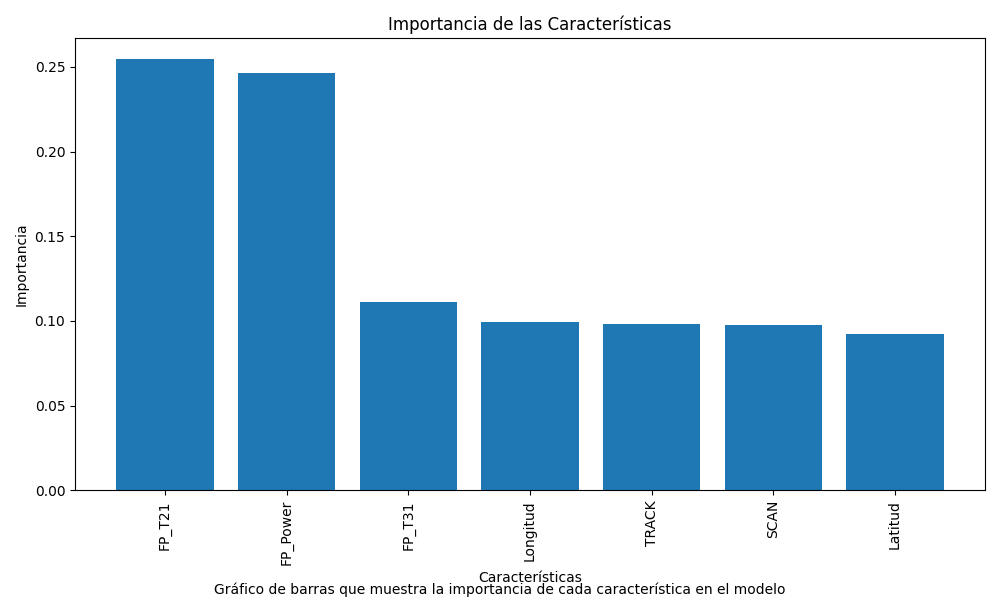 Importancia de las Características
Importancia
0.25
0.20
0.15
0.10
0.05
0.00
FP_T21
FP_Power
FP_T31
Longitud
TRACK
SCAN
Latitud
Características
Gráfico de barras que muestra la importancia de cada característica en el modelo